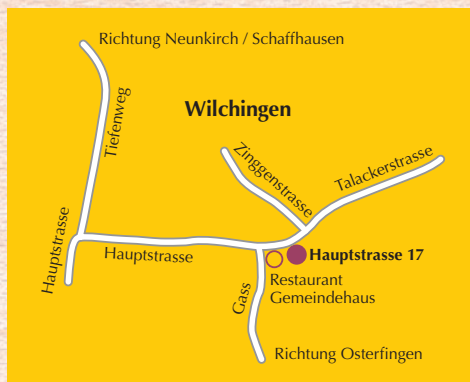 Richtung Neunkirch / Schaffhausen
Tiefenweg
Wilchingen
Zinggenstrasse
Talackerstrasse
Hauptstrasse
Hauptstrasse
Hauptstrasse 17
Gass
Restaurant
Gemeindehaus
Richtung Osterfingen